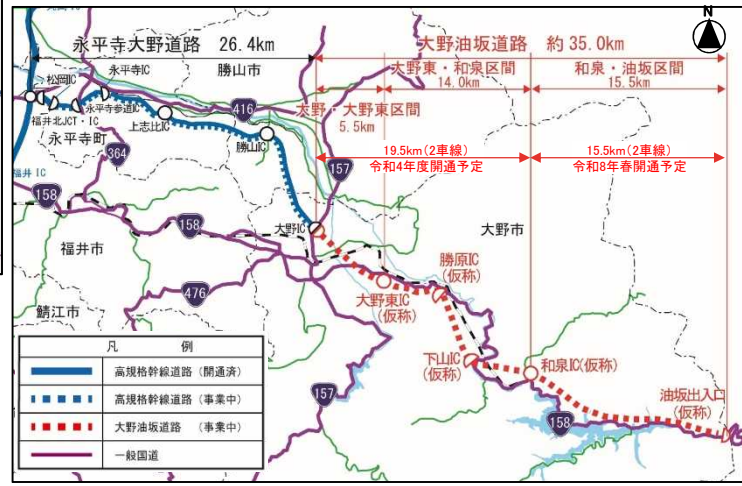 N
永平寺大野道路 26.4km
大野油坂道路 約35.0km
大野東・和泉区間
14.0km
和泉・油坂区間
15.5km
大野・大野東区間
5.5km
19.5km(2車線)
令和4年度開通予定
15.5km(2車線)
令和8年春開通予定
松岡IC
永平寺IC
勝山市
福井北JCT・IC
永平寺参道IC
上志比IC
416
永平寺町
勝山IC
364
157
福井IC
158
158
大野IC
大野市
福井市
勝原IC
(仮称)
476
大野東IC
(仮称)
鯖江市
下山IC
(仮称)
和泉IC(仮称)
油坂出入口
(仮称)
157
158
凡 例
高規格幹線道路(開通済)
高規格幹線道路(事業中)
大野油坂道路 (事業中)
一般国道